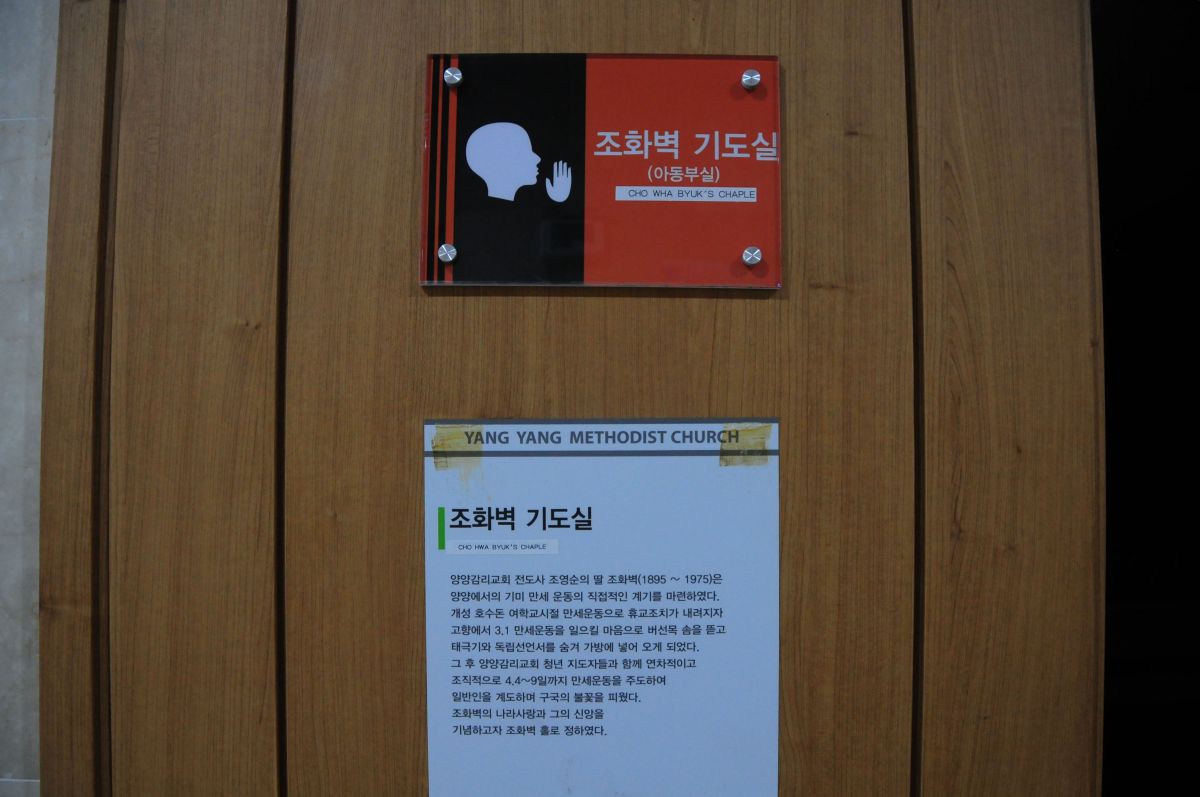 조화벽 기도실
(아동부실)
CHO WHA BYUK'S CHAPLE
YANG YANG METHODIST CHURCH
조화벽 기도실
CHO HWA BYUK'S CHAPLE
양양감리교회 전도사 조영순의 딸 조화벽(1895 ~ 1975)은
양양에서의 기미 만세 운동의 직접적인 계기를 마련하였다.
개성 호수돈 여학교시절 만세운동으로 휴교조치가 내려지자
고향에서 3.1 만세운동을 일으킬 마음으로 버선목 솜을 뜯고
태극기와 독립선언서를 숨겨 가방에 넣어 오게 되었다.
그 후 양양감리교회 청년 지도자들과 함께 연차적이고
조직적으로 4.4~9일까지 만세운동을 주도하여
일반인을 계도하며 구국의 불꽃을 피웠다.
조화벽의 나라사랑과 그의 신앙을
기념하고자 조화벽 홀로 정하였다.